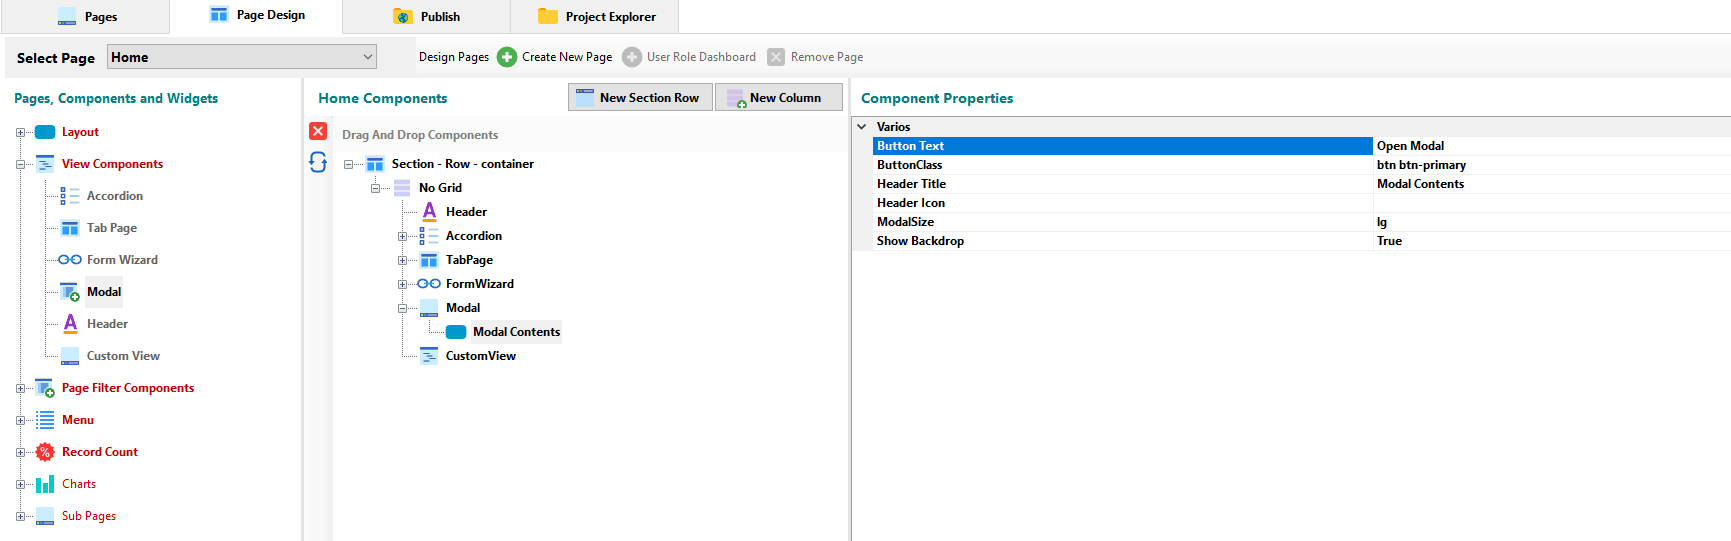 Pages
Page Design
Publish
Project Explorer
Select Page
Home
Design Pages
Create New Page
User Role Dashboard
Remove Page
Pages, Components and Widgets
Layout
View Components
Accordion
Tab Page
Form Wizard
Modal
Header
Custom View
Page Filter Components
Menu
Record Count
Charts
Sub Pages
Home Components
New Section Row
New Column
Drag And Drop Components
Section - Row - container
No Grid
Header
Accordion
TabPage
FormWizard
Modal
Modal Contents
CustomView
Component Properties
Varios
Button Text Open Modal
ButtonClass btn btn-primary
Header Title Modal Contents
Header Icon
ModalSize lg
Show Backdrop True